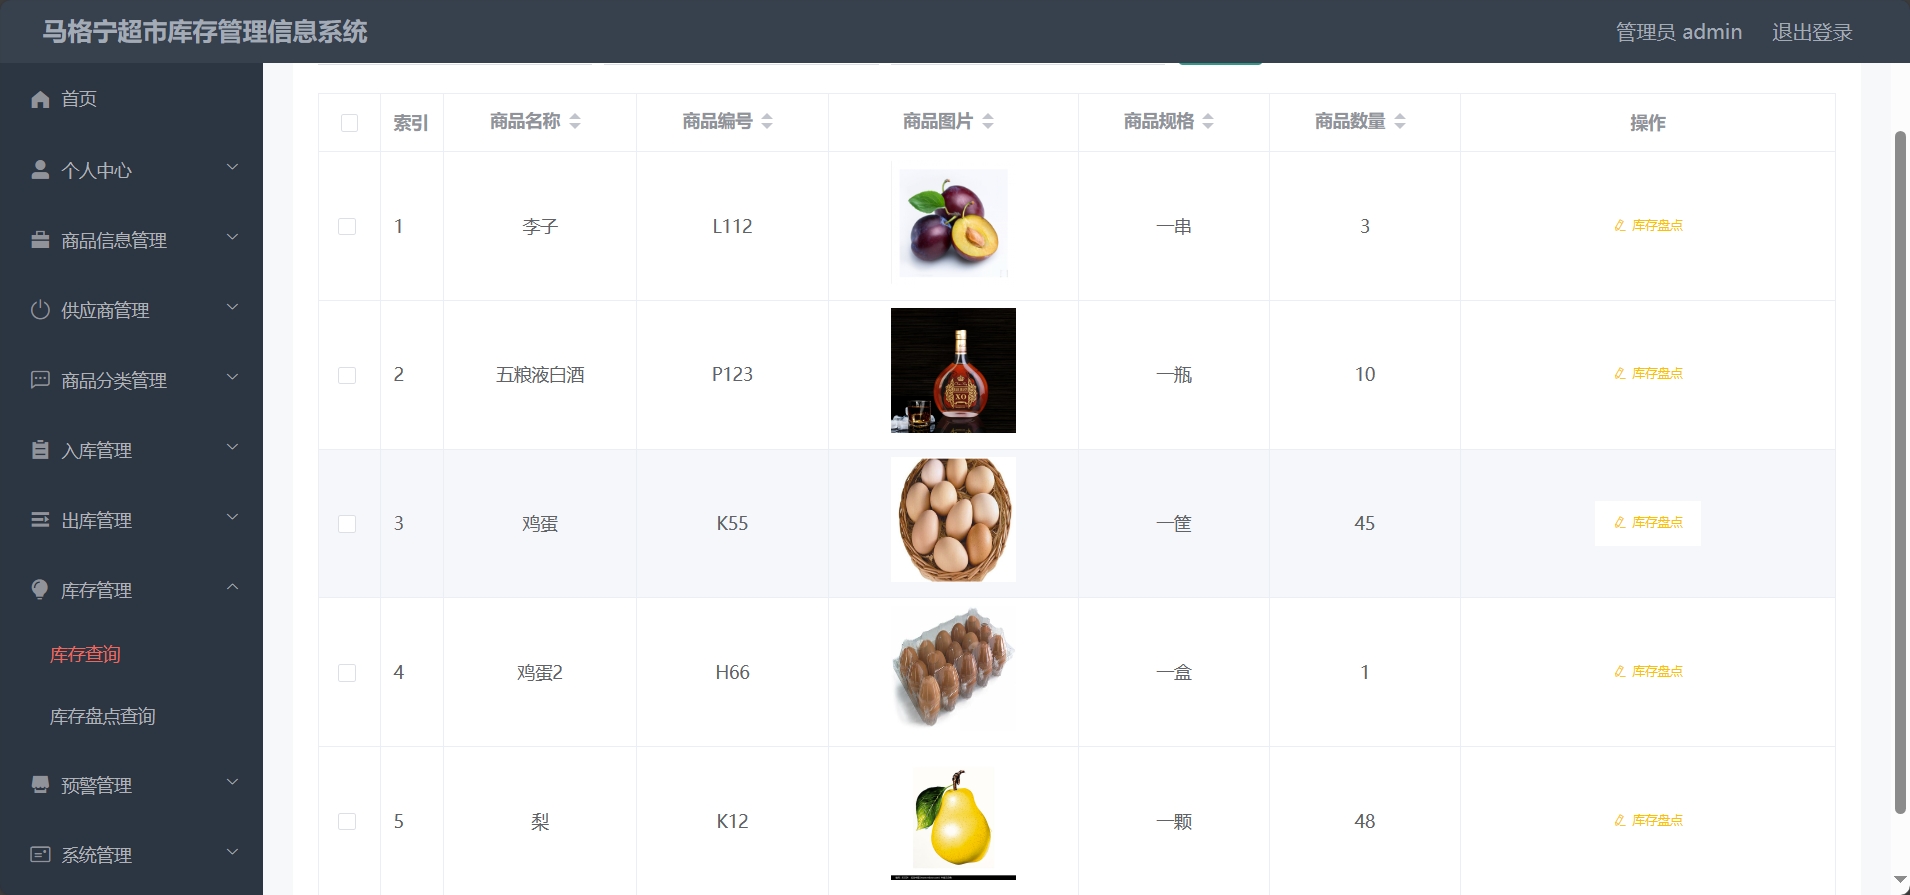 马格宁超市库存管理信息系统
管理员 admin 退出登录
首页
个人中心
商品信息管理
供应商管理
商品分类管理
入库管理
出库管理
库存管理
库存查询
库存盘点查询
预警管理
系统管理
索引 商品名称 商品编号 商品图片 商品规格 商品数量 操作
1 李子 L112 一串 3 库存盘点
2 五粮液白酒 P123 一瓶 10 库存盘点
XO
3 鸡蛋 K55 一筐 45 库存盘点
4 鸡蛋2 H66 一盒 1 库存盘点
5 梨 K12 一颗 48 库存盘点